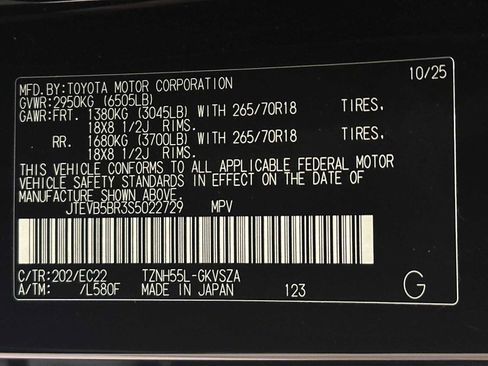 MFD.BY:TOYOTA MOTOR CORPORATION 10/25
GVWR:2950KG (6505LB)
GAWR:FRT. 1380KG (3045LB) WITH 265/70R18 TIRES.
18X8 1/2J RIMS.
RR. 1680KG (3700LB) WITH 265/70R18 TIRES.
18X8 1/2J RIMS.
THIS VEHICLE CONFORMS TO ALL APPLICABLE FEDERAL MOTOR
VEHICLE SAFETY STANDARDS IN EFFECT ON THE DATE OF
MANUFACTURE SHOWN ABOVE.
JTEVB5BR3S5022729 MPV
C/TR:202/EC22 TZNH55L-GKVSZA
A/TM: /L580F MADE IN JAPAN 123 G